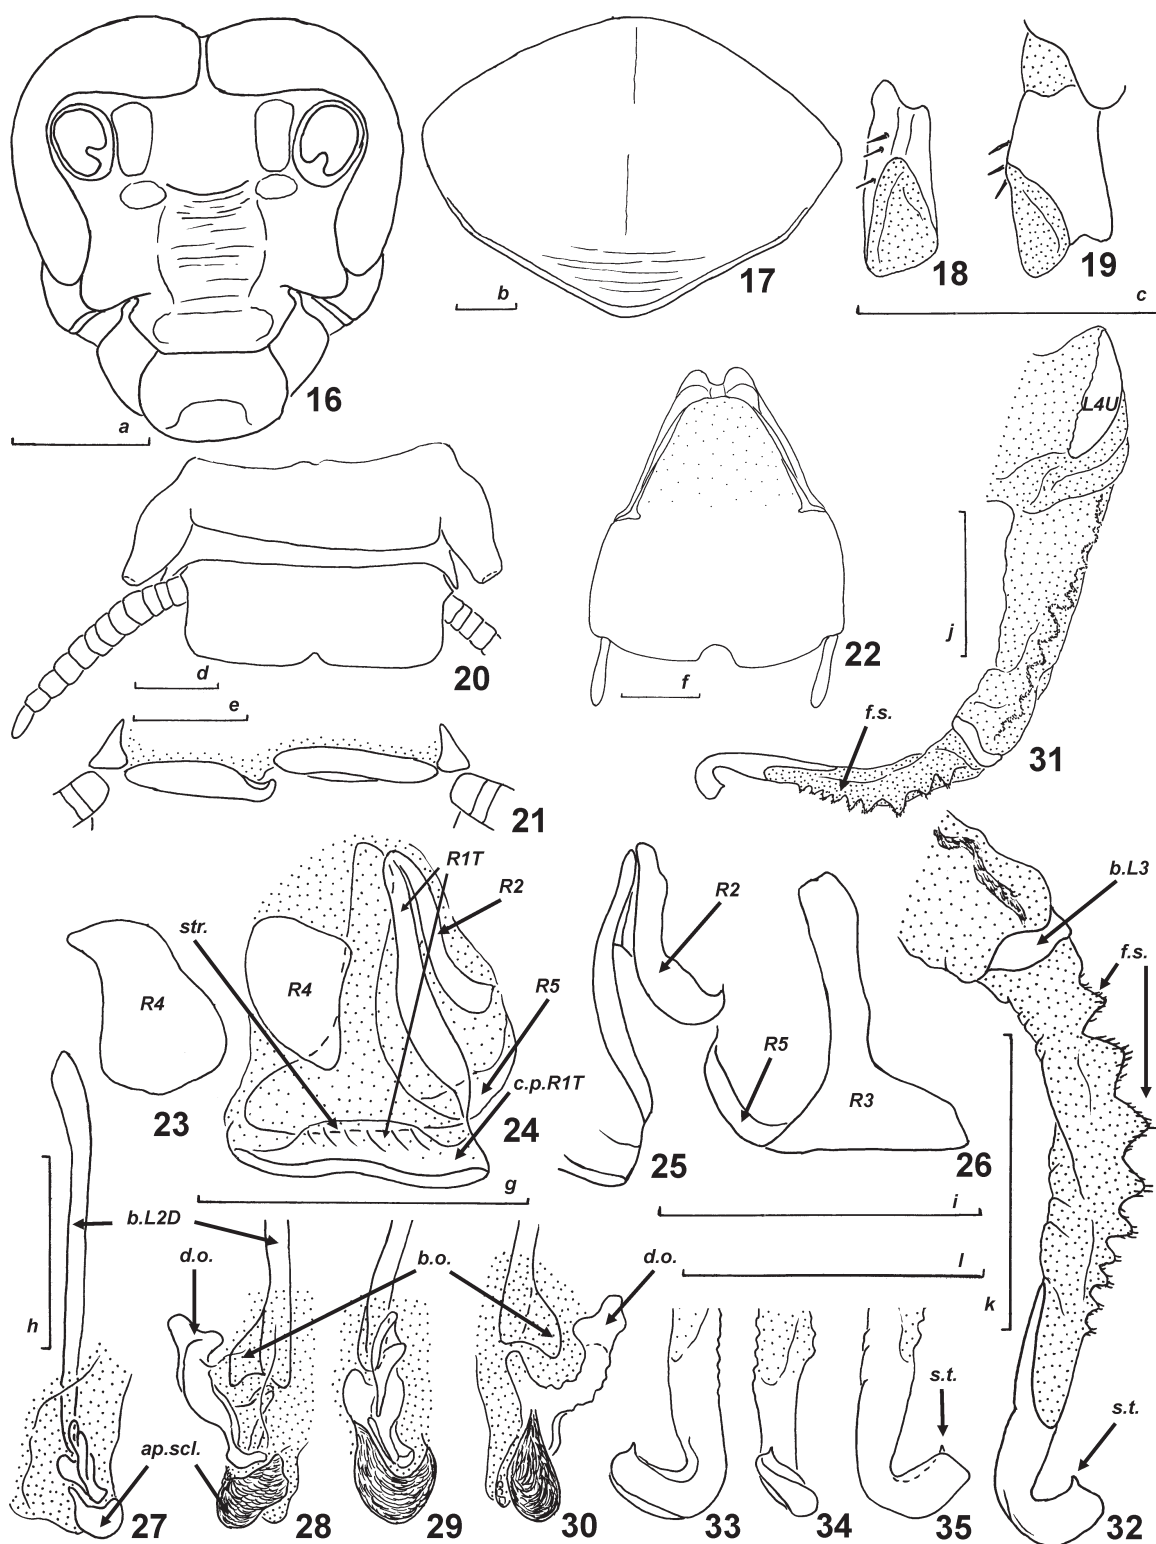 16
a
17
b
18
19
c
L4U
20
d
e
21
22
f
j
f.s.
31
R1T
R2
str.
R4
R4
R5
c.p.R1T
23
24
g
R2
R5
R3
25
26
i
b.L3
f.s.
k
s.t.
32
h
b.L2D
d.o.
b.o.
d.o.
ap.scl.
27
28
29
30
l
s.t.
33
34
35